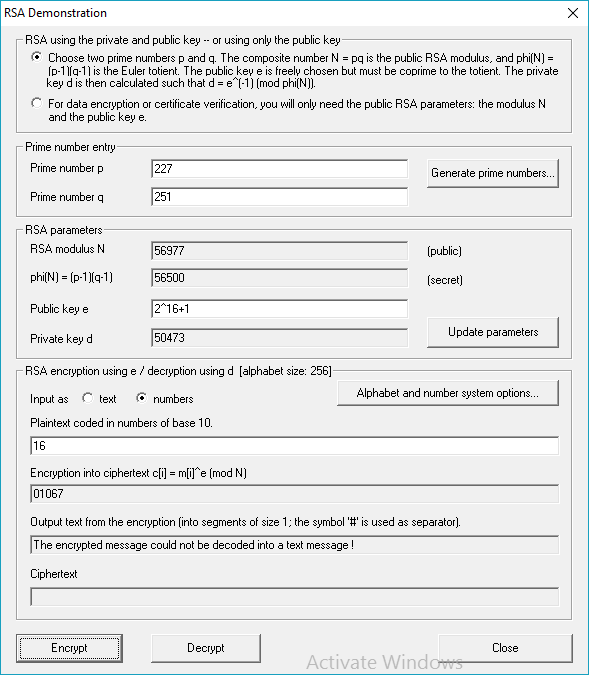 RSA Demonstration
RSA using the private and public key -- or using only the public key
Choose two prime numbers p and q. The composite number N = pq is the public RSA modulus, and phi(N) =
(p-1)(q-1) is the Euler totient. The public key e is freely chosen but must be coprime to the totient. The private
key d is then calculated such that d = e^(-1) (mod phi(N)).
For data encryption or certificate verification, you will only need the public RSA parameters: the modulus N
and the public key e.
Prime number entry
Prime number p
227
Generate prime numbers...
Prime number q
251
RSA parameters
RSA modulus N
56977
(public)
phi(N) = (p-1)(q-1)
56500
(secret)
Public key e
2^16+1
Private key d
50473
Update parameters
RSA encryption using e / decryption using d [alphabet size: 256]
Input as
text
numbers
Alphabet and number system options...
Plaintext coded in numbers of base 10.
16
Encryption into ciphertext c[i] = m[i]^e (mod N)
01067
Output text from the encryption (into segments of size 1; the symbol '#' is used as separator).
The encrypted message could not be decoded into a text message !
Ciphertext
Encrypt
Decrypt
Close
Activate Windows